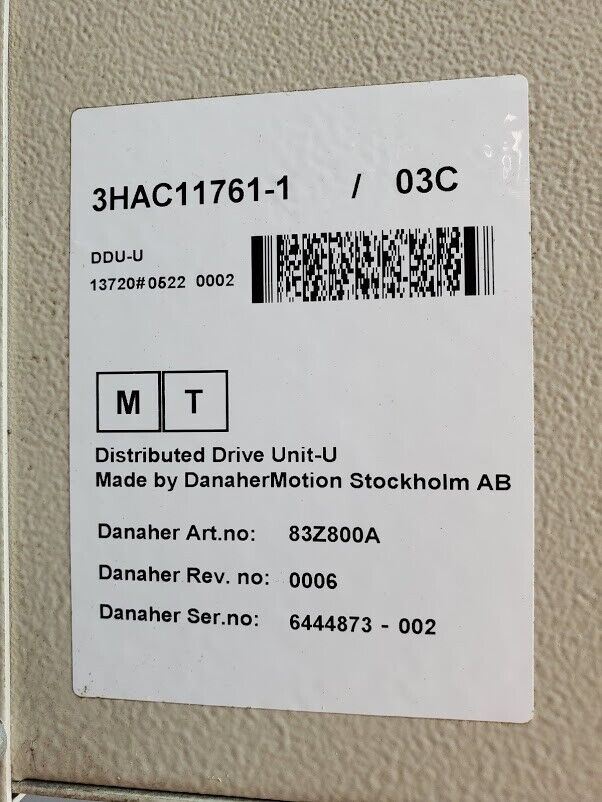 3HAC11761-1 / 03C
DDU-U
13720#0522 0002
M T
Distributed Drive Unit-U
Made by DanaherMotion Stockholm AB
Danaher Art.no: 83Z800A
Danaher Rev. no: 0006
Danaher Ser.no: 6444873 - 002